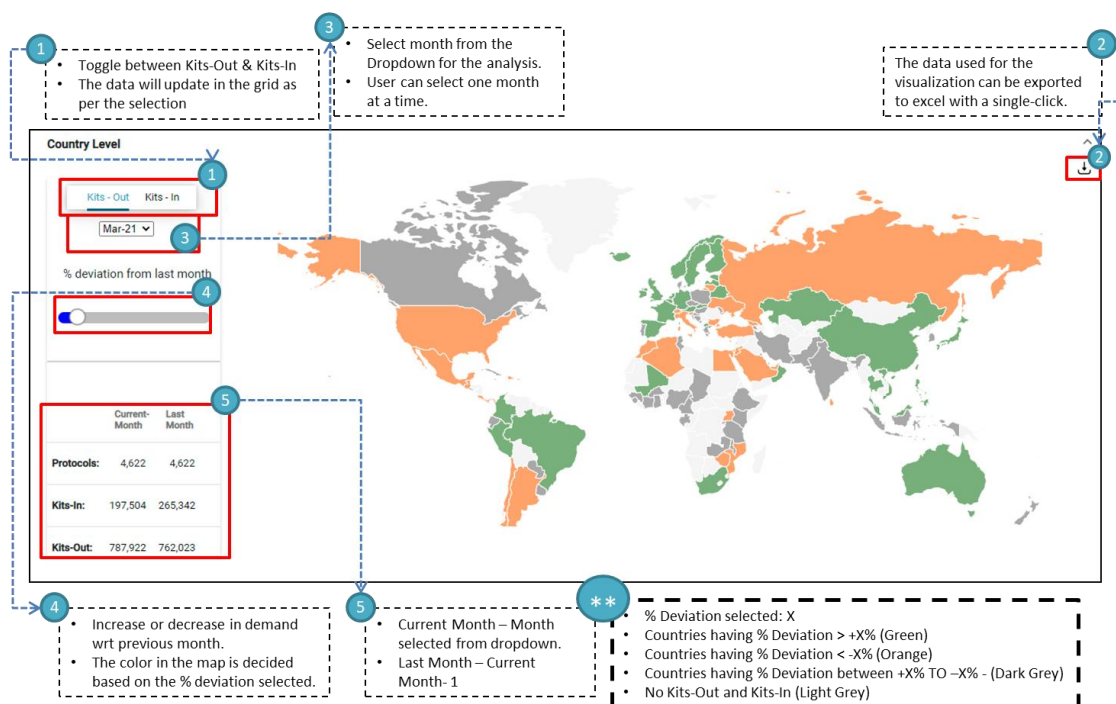 1
• Toggle between Kits-Out & Kits-In
• The data will update in the grid as
per the selection
3
• Select month from the
Dropdown for the analysis.
• User can select one month
at a time.
2
The data used for the
visualization can be exported
to excel with a single-click.
Country Level
2
1
Kits - Out Kits - In
Mar-21
3
% deviation from last month
4
5
Current-
Month
Last
Month
Protocols: 4,622 4,622
Kits-In: 197,504 265,342
Kits-Out: 787,922 762,023
4
• Increase or decrease in demand
wrt previous month.
• The color in the map is decided
based on the % deviation selected.
5
• Current Month – Month
selected from dropdown.
• Last Month – Current
Month- 1
**
• % Deviation selected: X
• Countries having % Deviation > +X% (Green)
• Countries having % Deviation < -X% (Orange)
• Countries having % Deviation between +X% TO –X% - (Dark Grey)
• No Kits-Out and Kits-In (Light Grey)